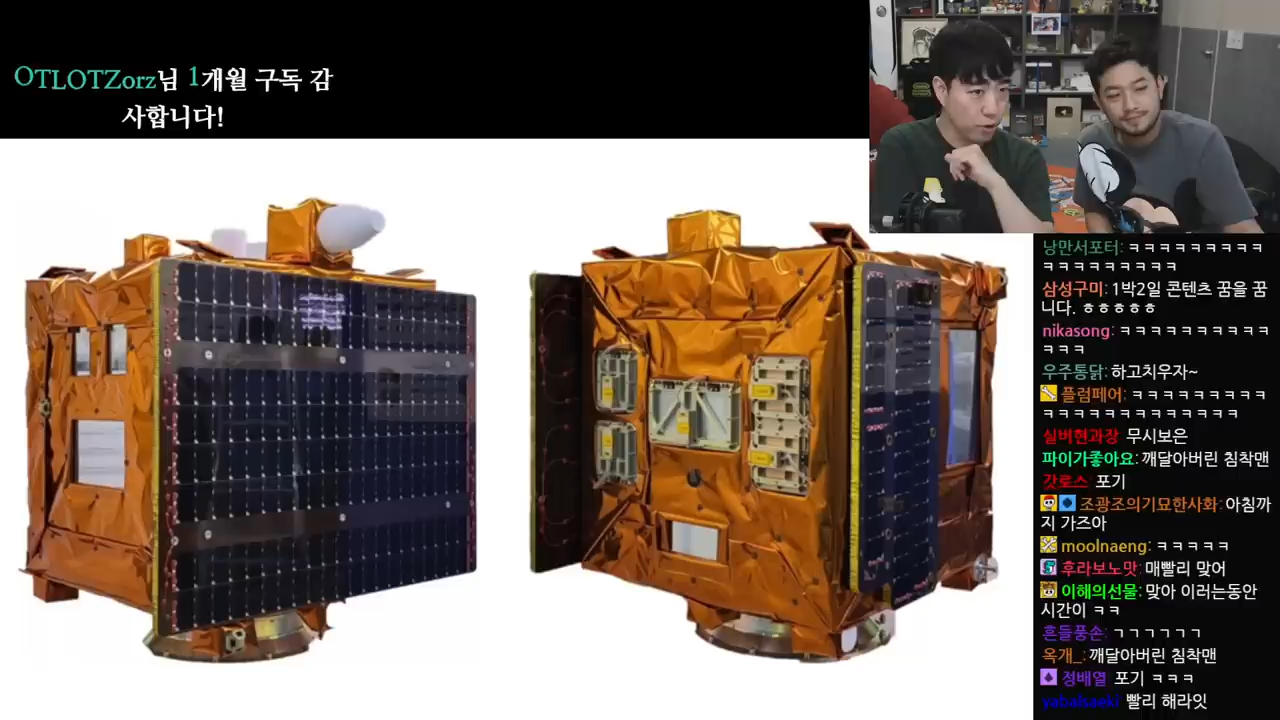 OTLOTZorz님 1개월 구독 감
사합니다!
낭만서포터: ㅋㅋㅋㅋㅋㅋㅋㅋㅋ
ㅋㅋㅋㅋㅋㅋㅋㅋㅋ
삼성구미: 1박2일 콘텐츠 꿈을 꿉
니다. ㅎㅎㅎㅎㅎ
nikasong: ㅋㅋㅋㅋㅋㅋㅋㅋㅋㅋ
ㅋㅋㅋ
우주통닭: 하고치우자~
플럼페어: ㅋㅋㅋㅋㅋㅋㅋㅋㅋ
ㅋㅋㅋㅋㅋㅋㅋㅋㅋㅋㅋㅋㅋ
실버현과장 무시보은
파이가좋아요: 깨달아버린 침착맨
갓로스 포기
조광조의기묘한사화: 아침까
지 가즈아
moolnaeng: ㅋㅋㅋㅋㅋ
후라보노맛: 매빨리 맞어
이해의선물: 맞아 이러는동안
시간이 ㅋㅋ
흔들풍손: ㄱㄱㄱㄱㄱㄱ
옥개_: 깨달아버린 침착맨
정배열 포기 ㅋㅋㅋ
yabalsaeki 빨리 해라잇